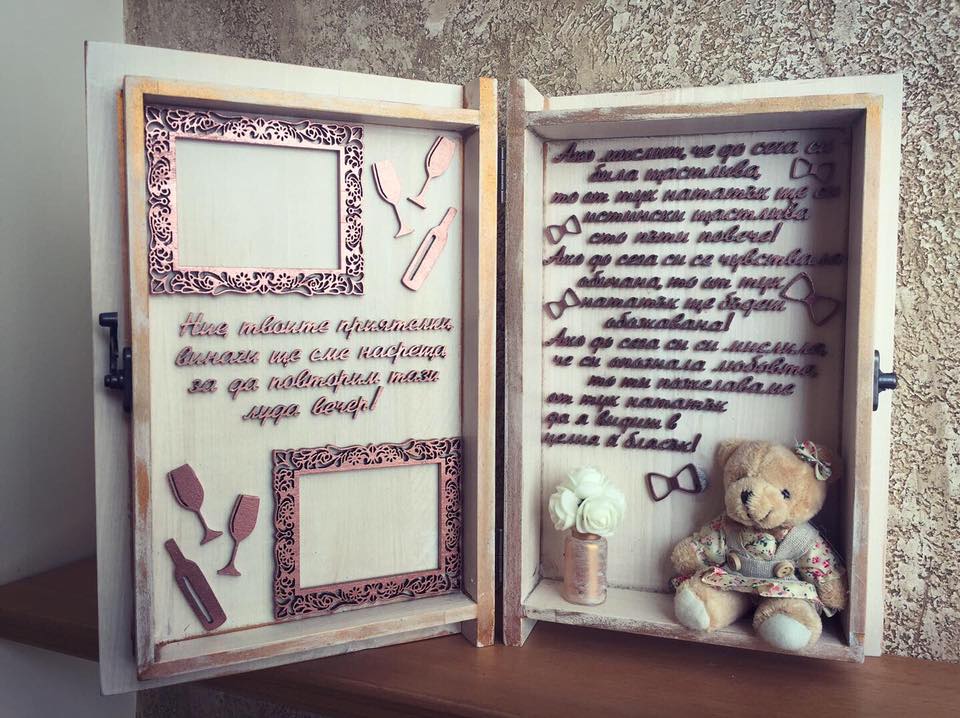 Ние, твоите приятелки,
винаги ще сме насреща
за да повторим тази
луда вечер!
Ако мислиш, че до сега си
била щастлива,
то от тук нататък ще си
истински щастлива
сто пъти повече!
Ако до сега си се чувствала
обичана, то от тук
нататък ще бъдеш
обожавана!
Ако до сега си си мислила,
че си опознала любовта,
то ти пожелаваме
от тук нататък
да я видиш в
целия ѝ блясък!